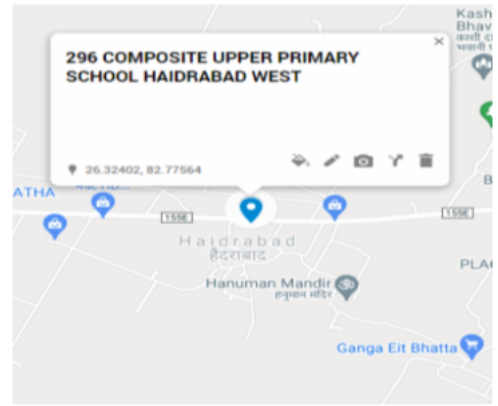 Kash
Bhav
काशी
भवानी
296 COMPOSITE UPPER PRIMARY
SCHOOL HAIDRABAD WEST
26.32402, 82.77564
ATHA
155E
155E
B
Haidrabad
हैदराबाद
PLA
Hanuman Mandir
हनुमान मंदिर
Ganga Eit Bhatta